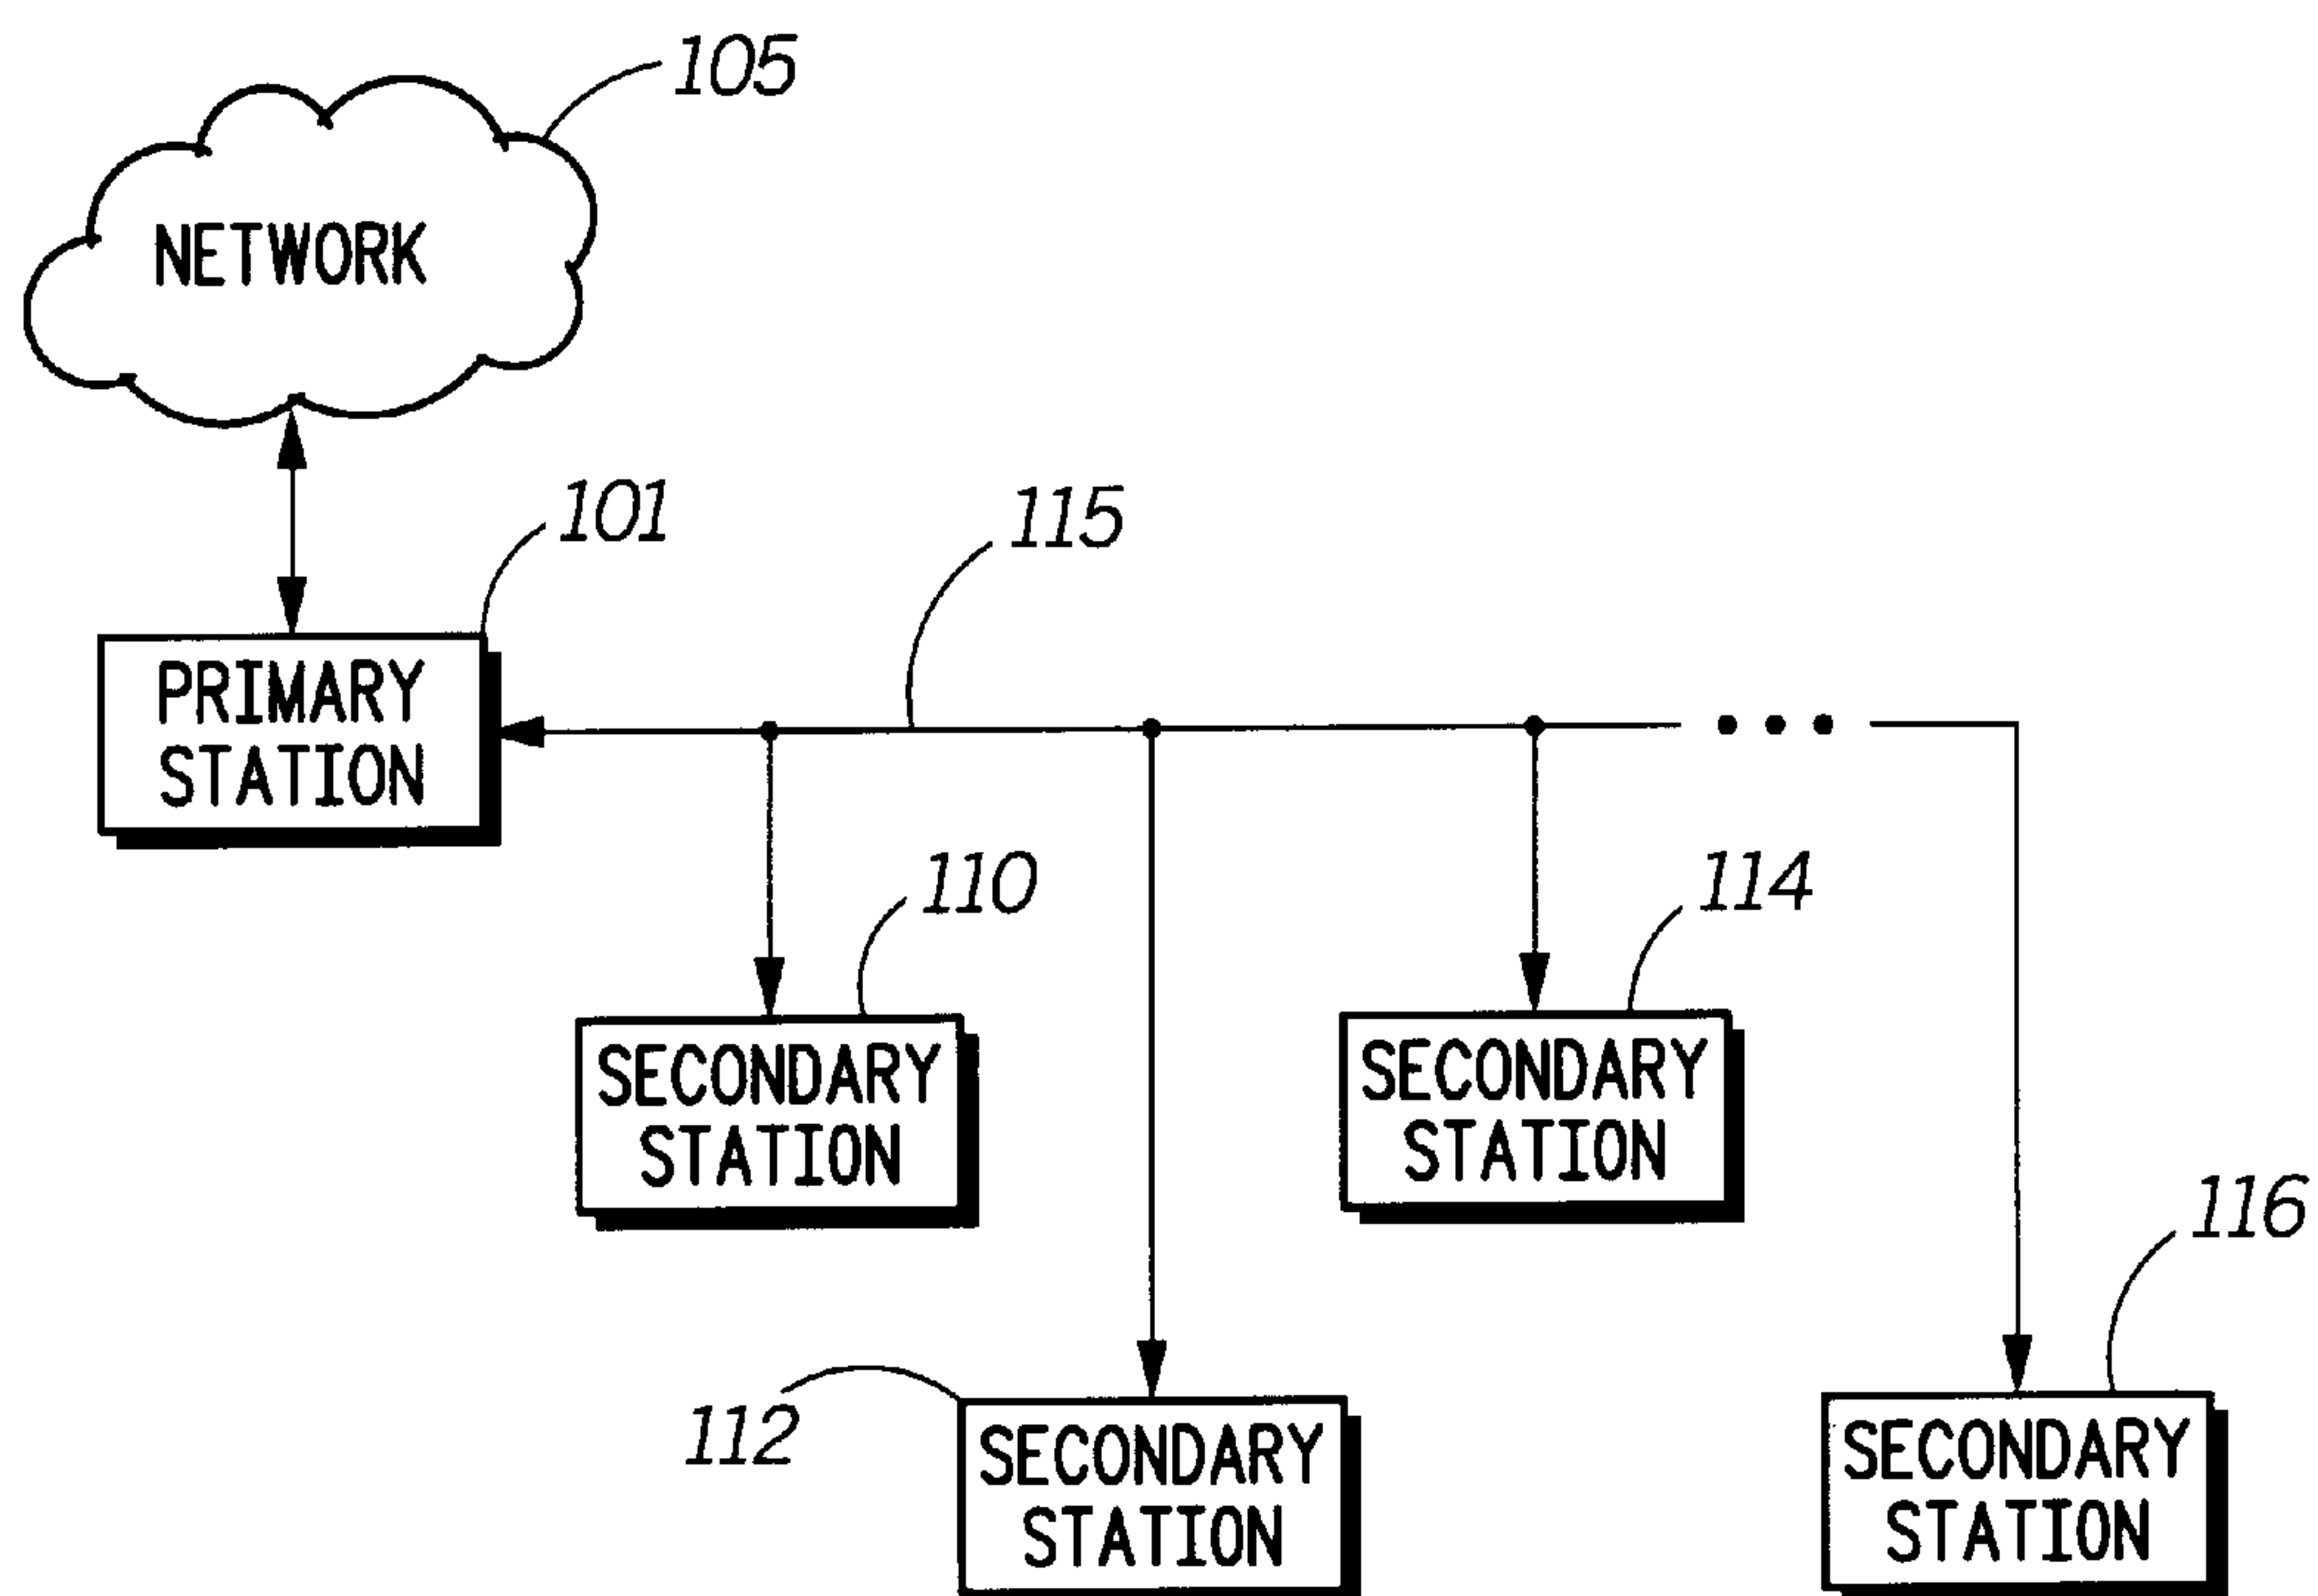 105
NETWORK
101
115
PRIMARY
STATION
110
114
SECONDARY
STATION
SECONDARY
STATION
116
112
SECONDARY
STATION
SECONDARY
STATION